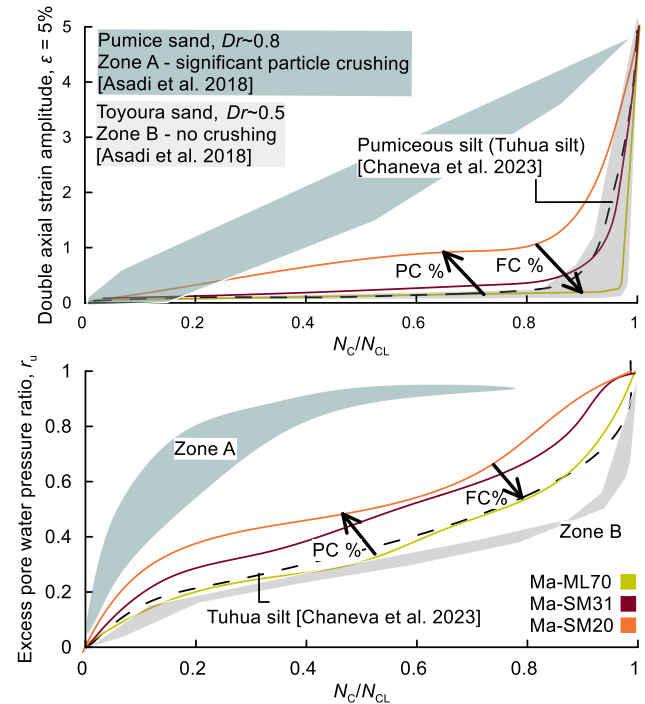 Double axial strain amplitude, ε = 5%
5
4
3
2
1
0
Pumice sand, Dr~0.8
Zone A - significant particle crushing
[Asadi et al. 2018]
Toyoura sand, Dr~0.5
Zone B - no crushing
[Asadi et al. 2018]
Pumiceous silt (Tuhua silt)
[Chaneva et al. 2023]
PC %
FC %
0 0.2 0.4 0.6 0.8 1
NC/NCL
Excess pore water pressure ratio, ru
1
0.8
0.6
0.4
0.2
0
Zone A
FC%
PC %
Zone B
Tuhua silt [Chaneva et al. 2023]
Ma-ML70
Ma-SM31
Ma-SM20
0 0.2 0.4 0.6 0.8 1
NC/NCL